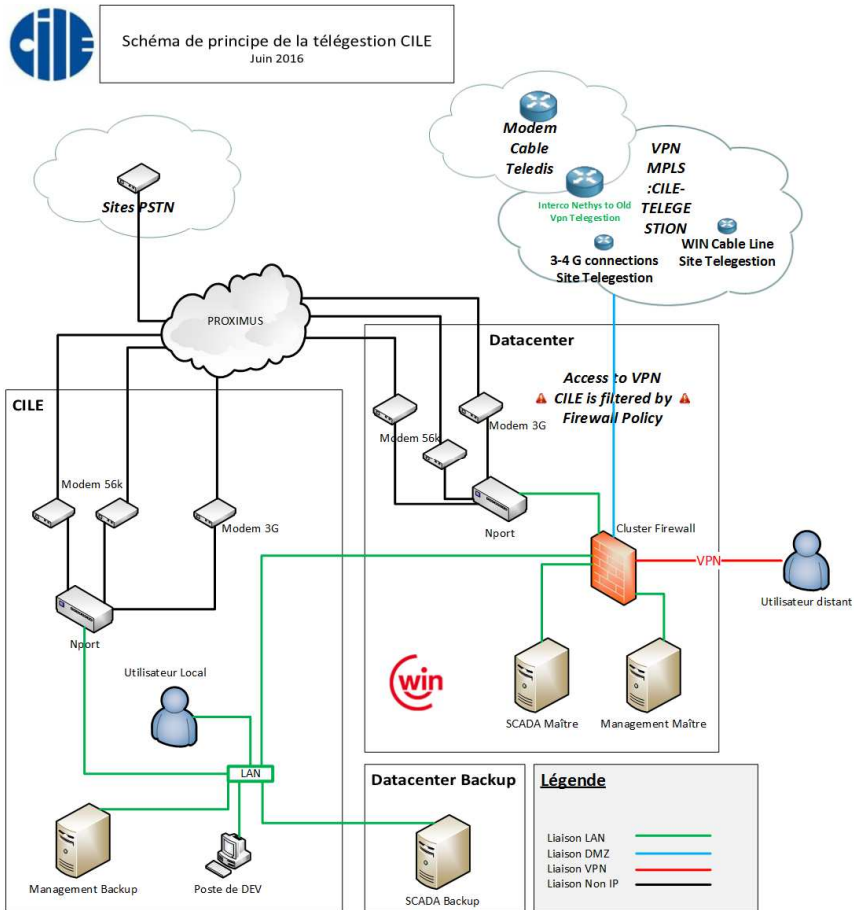 cile
Schéma de principe de la télégestion CILE
Juin 2016
Sites PSTN
Modem
Cable
Teledis
VPN
MPLS
:CILE-
TELEGE
STION
Interco Nethys to Old
Vpn Telegestion
3-4 G connections
Site Telegestion
WIN Cable Line
Site Telegestion
PROXIMUS
Datacenter
Access to VPN
CILE is filtered by
Firewall Policy
Modem 56k
Modem 3G
Nport
Cluster Firewall
VPN
Utilisateur distant
SCADA Maître
Management Maître
win
CILE
Modem 56k
Modem 3G
Nport
Utilisateur Local
LAN
Management Backup
Poste de DEV
Datacenter Backup
SCADA Backup
Légende
Liaison LAN
Liaison DMZ
Liaison VPN
Liaison Non IP